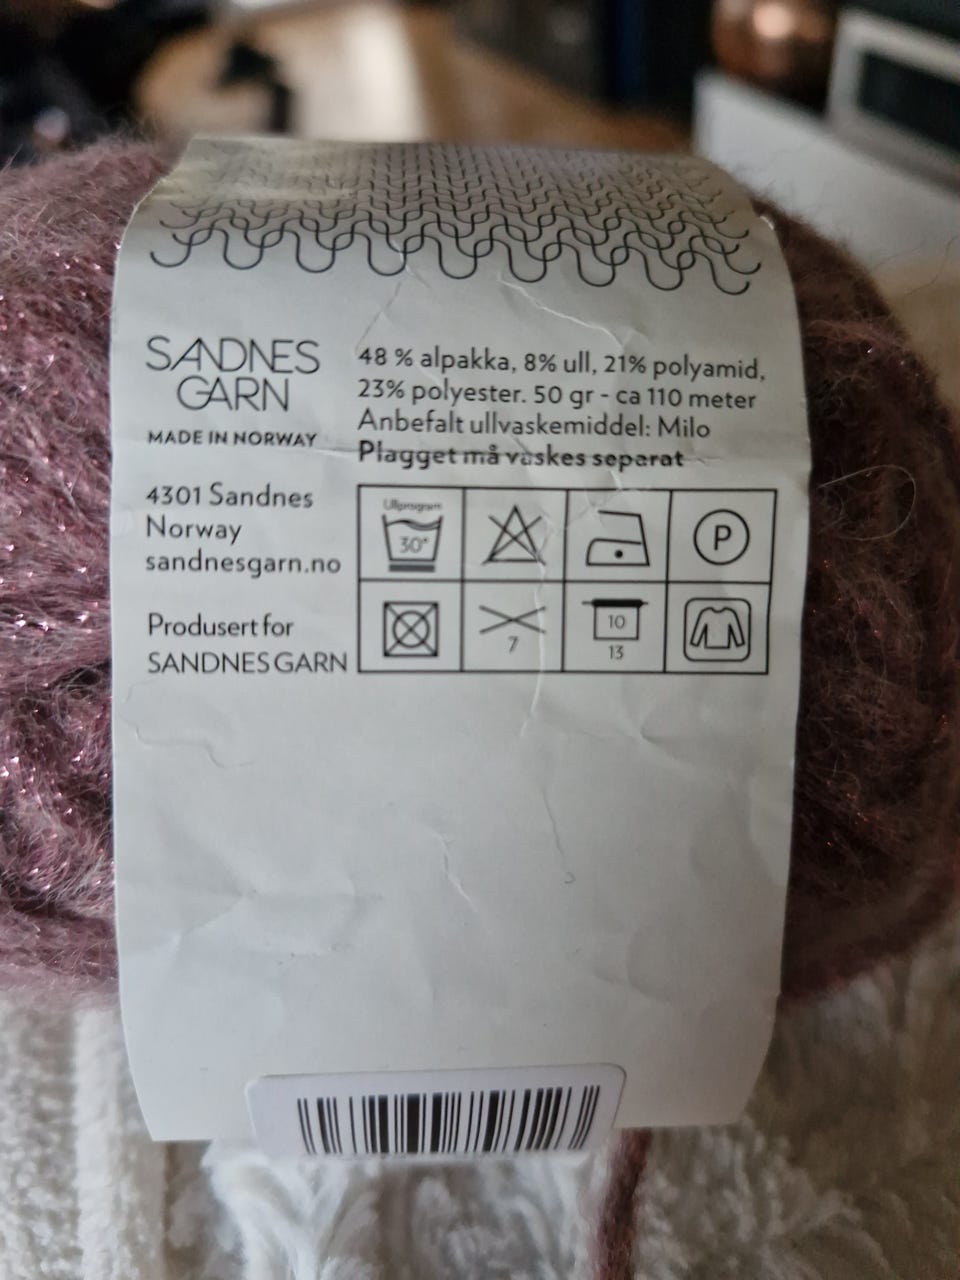 SANDNES
GARN
MADE IN NORWAY
4301 Sandnes
Norway
sandnesgarn.no
Produsert for
SANDNES GARN
48 % alpakka, 8% ull, 21% polyamid,
23% polyester. 50 gr - ca 110 meter
Anbefalt ullvaskemiddel: Milo
Plagget må vaskes separat
Ullprogram
30°
P
7
10
13